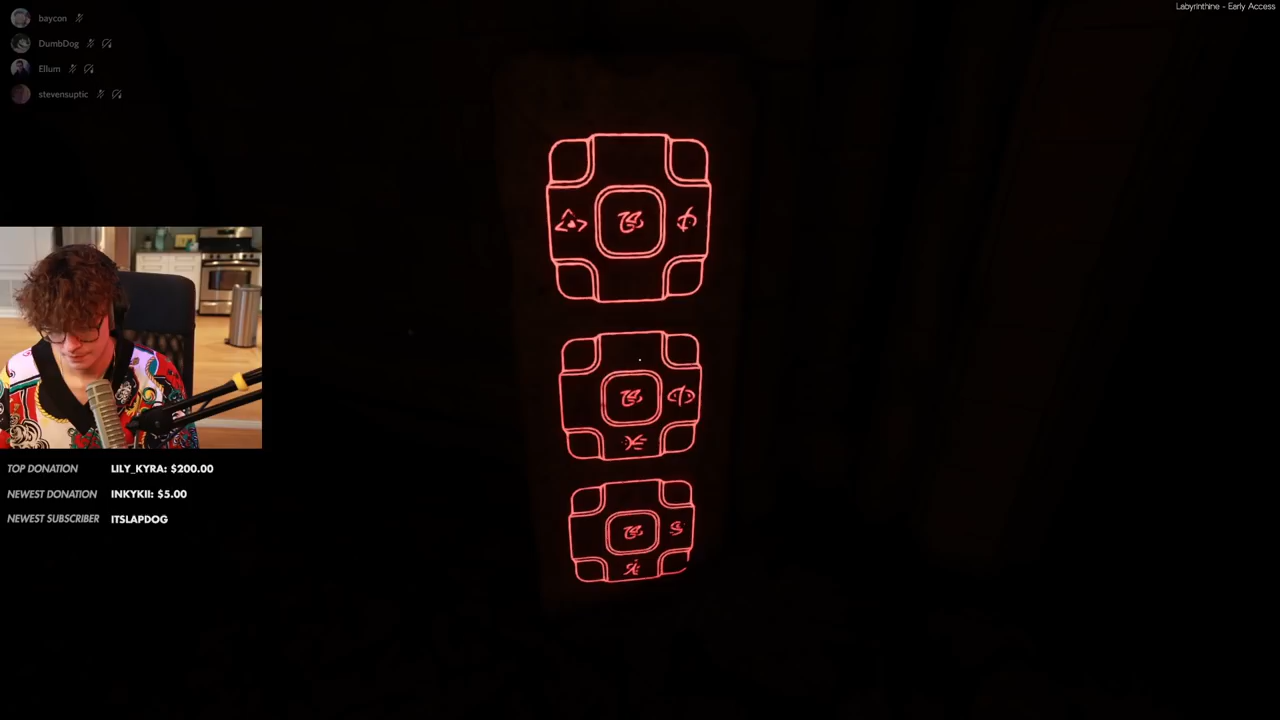 Labyrinthine - Early Access
baycon
DumbDog
Ellum
stevensuptic
TOP DONATION LILY_KYRA: $200.00
NEWEST DONATION INKYKII: $5.00
NEWEST SUBSCRIBER ITSLAPDOG